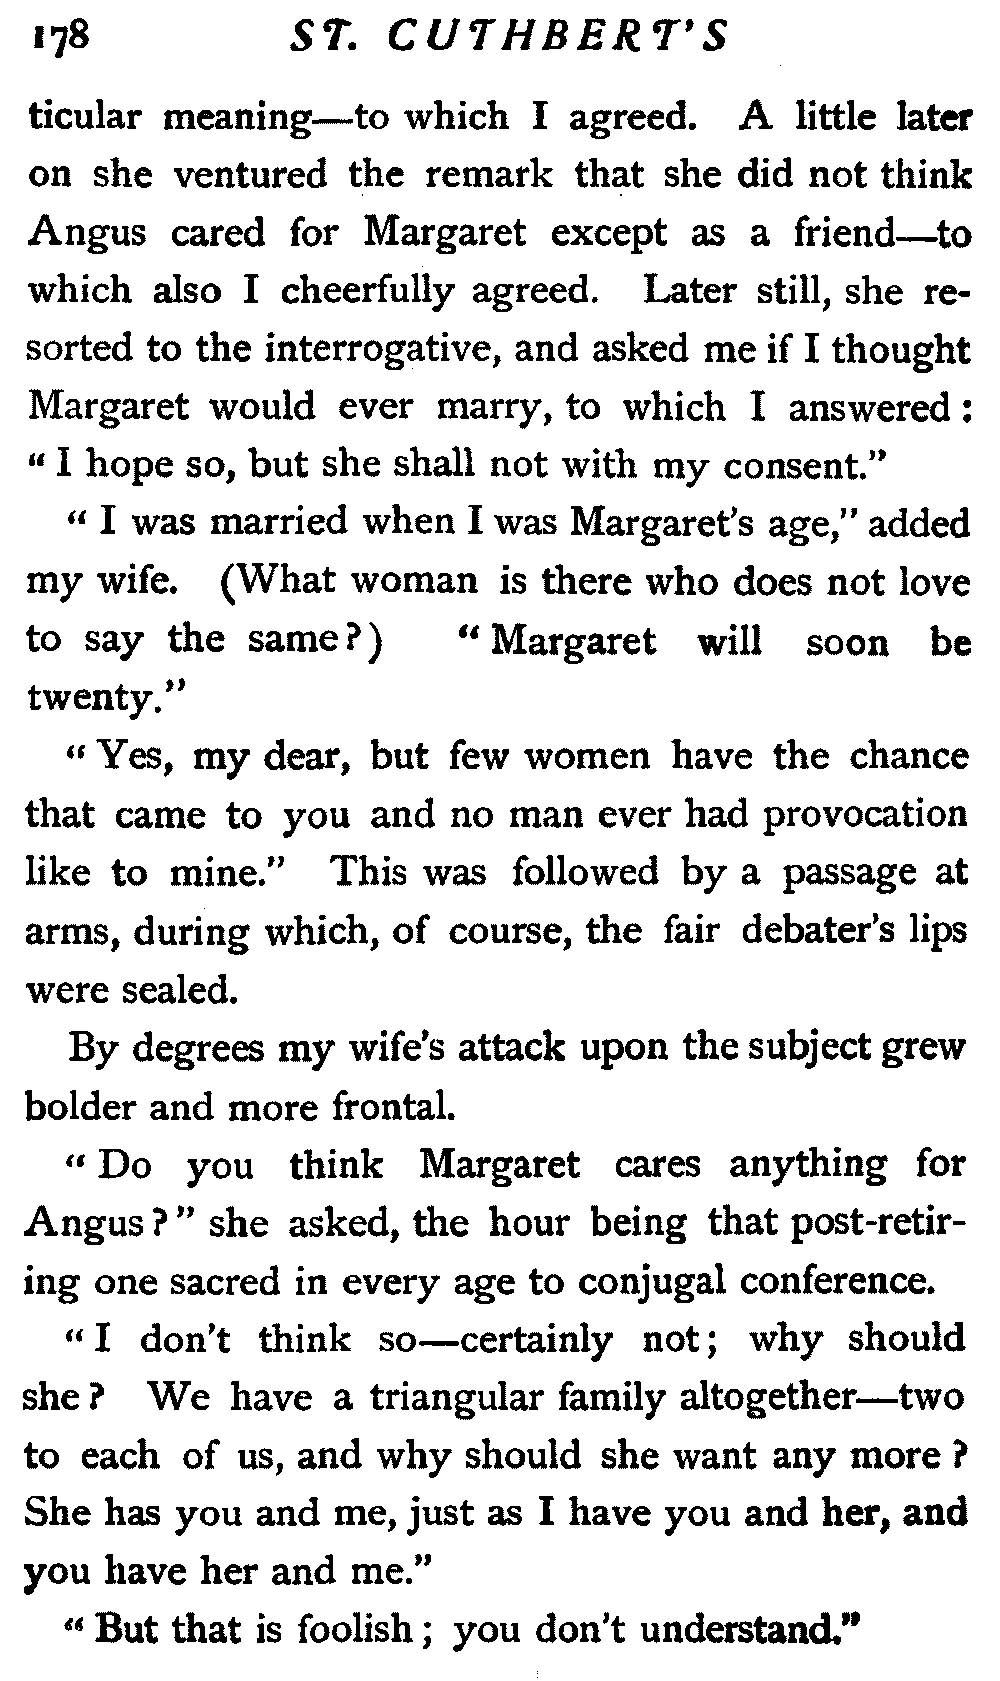 178 ST. CUTHBERT'S
ticular meaning—to which I agreed. A little later
on she ventured the remark that she did not think
Angus cared for Margaret except as a friend—to
which also I cheerfully agreed. Later still, she re-
sorted to the interrogative, and asked me if I thought
Margaret would ever marry, to which I answered :
“ I hope so, but she shall not with my consent.”
“ I was married when I was Margaret's age,” added
my wife. (What woman is there who does not love
to say the same?) “ Margaret will soon be
twenty.”
“ Yes, my dear, but few women have the chance
that came to you and no man ever had provocation
like to mine.” This was followed by a passage at
arms, during which, of course, the fair debater's lips
were sealed.
By degrees my wife's attack upon the subject grew
bolder and more frontal.
“ Do you think Margaret cares anything for
Angus ? ” she asked, the hour being that post-retir-
ing one sacred in every age to conjugal conference.
“ I don't think so—certainly not ; why should
she ? We have a triangular family altogether—two
to each of us, and why should she want any more ?
She has you and me, just as I have you and her, and
you have her and me.”
“ But that is foolish ; you don't understand.”